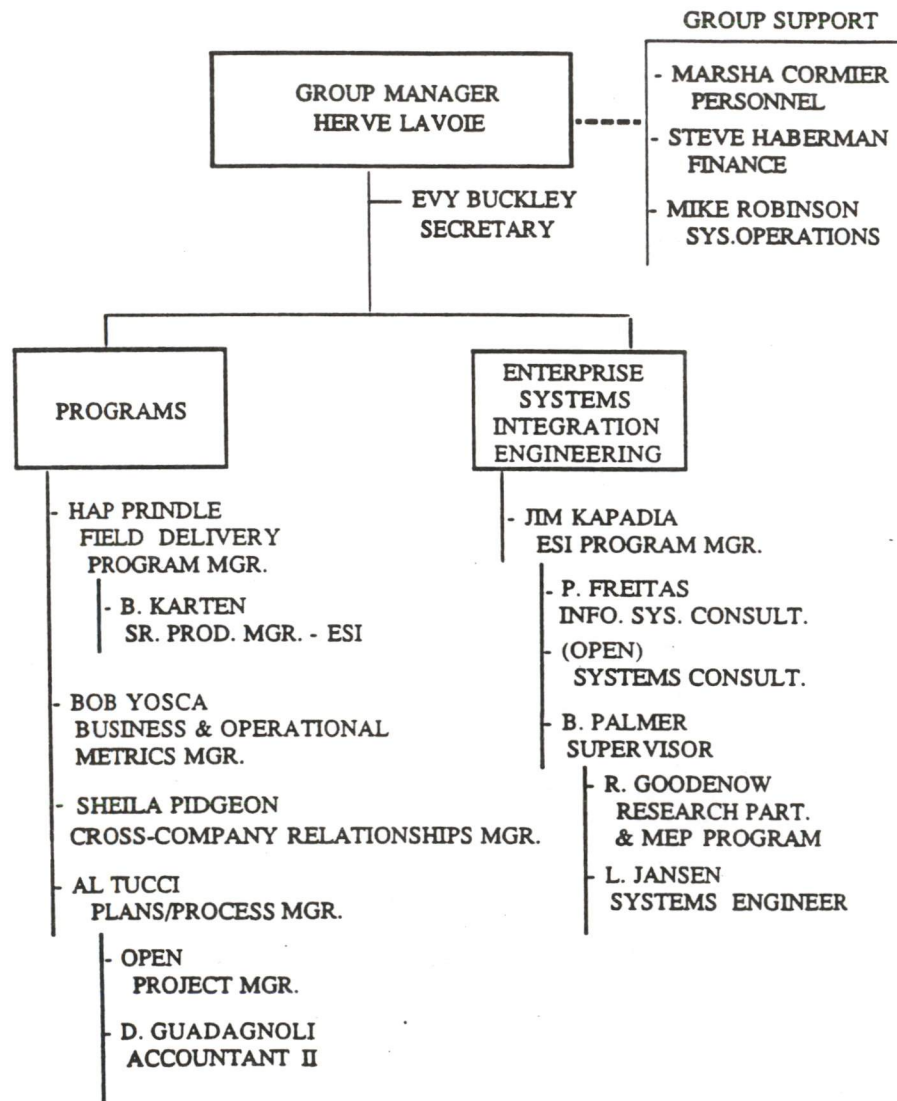 GROUP SUPPORT
- MARSHA CORMIER
PERSONNEL
- STEVE HABERMAN
FINANCE
- MIKE ROBINSON
SYS.OPERATIONS
GROUP MANAGER
HERVE LAVOIE
EVY BUCKLEY
SECRETARY
PROGRAMS
- HAP PRINDLE
FIELD DELIVERY
PROGRAM MGR.
- B. KARTEN
SR. PROD. MGR. - ESI
- BOB YOSCA
BUSINESS & OPERATIONAL
METRICS MGR.
- SHEILA PIDGEON
CROSS-COMPANY RELATIONSHIPS MGR.
- AL TUCCI
PLANS/PROCESS MGR.
- OPEN
PROJECT MGR.
- D. GUADAGNOLI
ACCOUNTANT II
ENTERPRISE
SYSTEMS
INTEGRATION
ENGINEERING
- JIM KAPADIA
ESI PROGRAM MGR.
- P. FREITAS
INFO. SYS. CONSULT.
- (OPEN)
SYSTEMS CONSULT.
- B. PALMER
SUPERVISOR
- R. GOODENOW
RESEARCH PART.
& MEP PROGRAM
- L. JANSEN
SYSTEMS ENGINEER